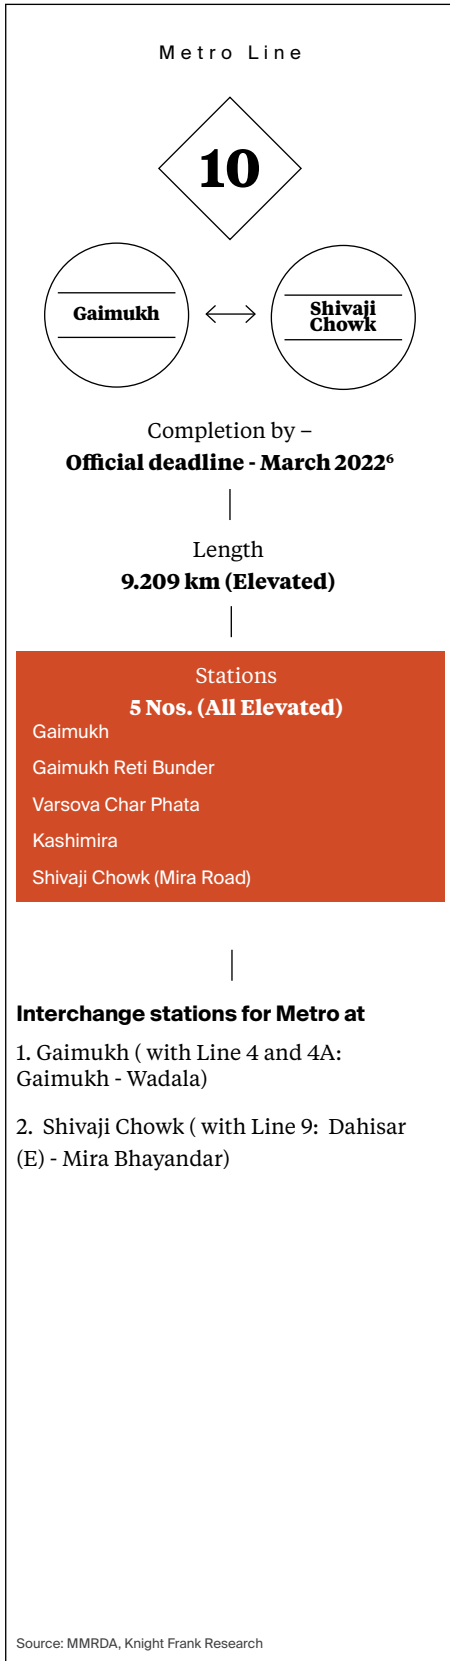 Metro Line
10
Gaimukh
Shivaji
Chowk
Completion by –
Official deadline - March 2022⁶
Length
9.209 km (Elevated)
Stations
5 Nos. (All Elevated)
Gaimukh
Gaimukh Reti Bunder
Varsova Char Phata
Kashimira
Shivaji Chowk (Mira Road)
Interchange stations for Metro at
1. Gaimukh ( with Line 4 and 4A:
Gaimukh - Wadala)
2.  Shivaji Chowk ( with Line 9:  Dahisar
(E) - Mira Bhayandar)
Source: MMRDA, Knight Frank Research